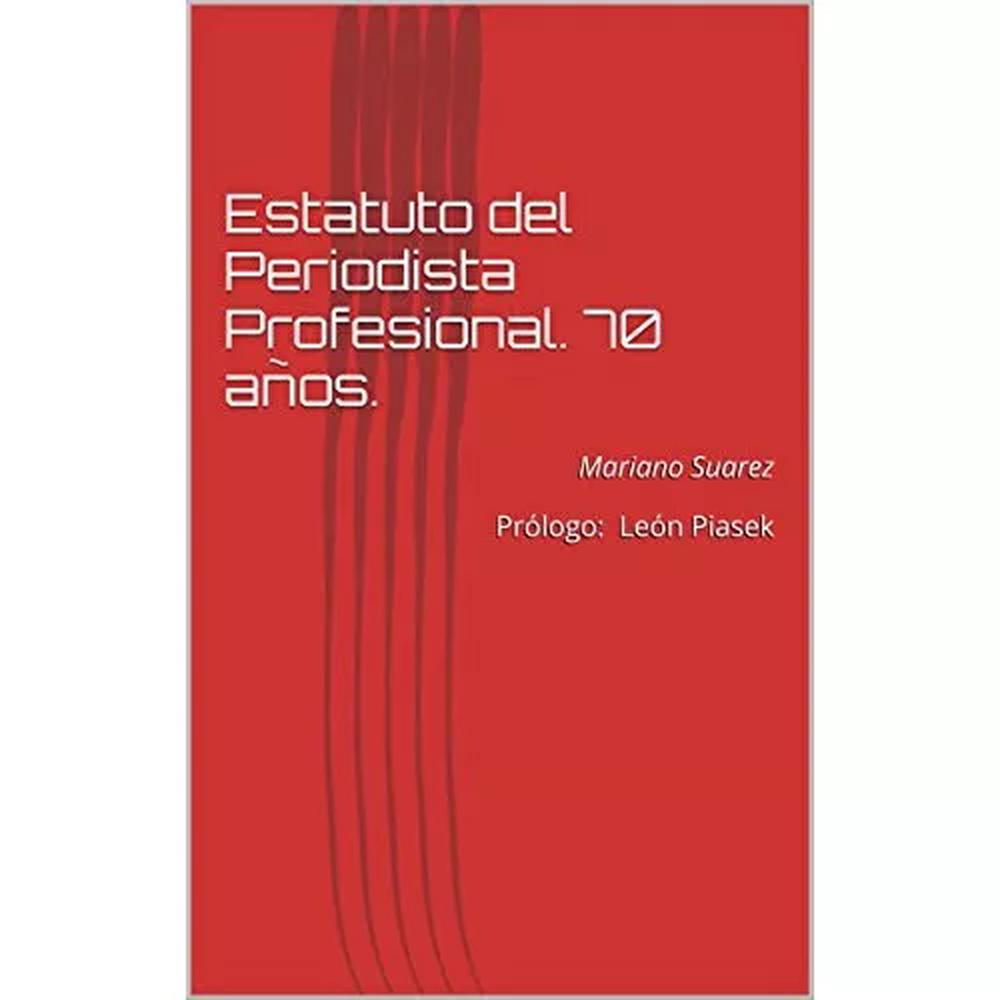 Estatuto del
Periodista
Profesional. 70
años.
Mariano Suarez
Prólogo: León Piasek